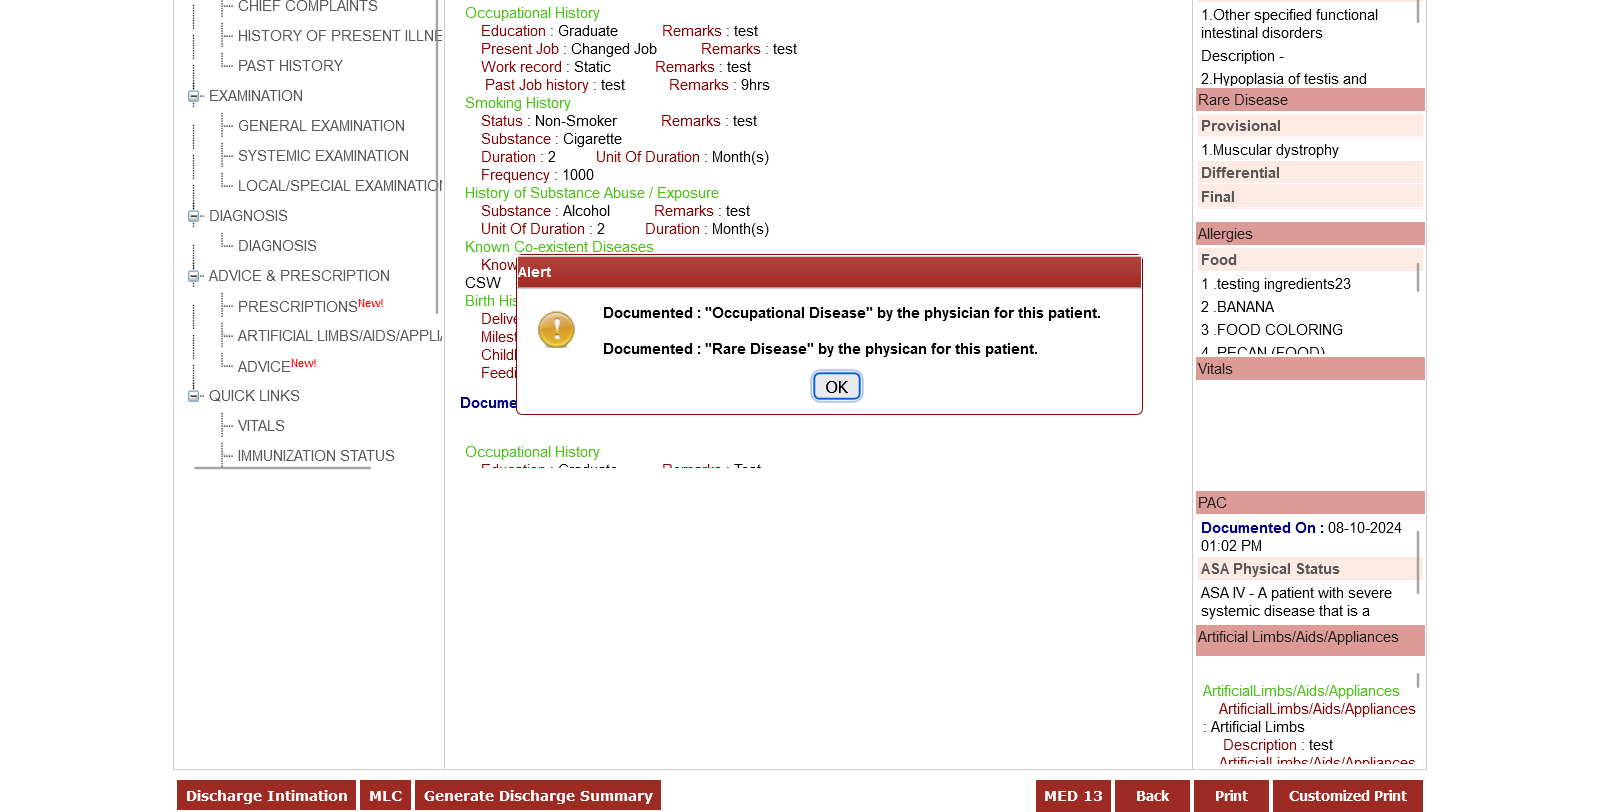 CHIEF COMPLAINTS
HISTORY OF PRESENT ILLNE
PAST HISTORY
EXAMINATION
GENERAL EXAMINATION
SYSTEMIC EXAMINATION
LOCAL/SPECIAL EXAMINATION
DIAGNOSIS
DIAGNOSIS
ADVICE & PRESCRIPTION
PRESCRIPTIONS New!
ARTIFICIAL LIMBS/AIDS/APPLI
ADVICE New!
QUICK LINKS
VITALS
IMMUNIZATION STATUS
Occupational History
Education : Graduate Remarks : test
Present Job : Changed Job Remarks : test
Work record : Static Remarks : test
Past Job history : test Remarks : 9hrs
Smoking History
Status : Non-Smoker Remarks : test
Substance : Cigarette
Duration : 2 Unit Of Duration : Month(s)
Frequency : 1000
History of Substance Abuse / Exposure
Substance : Alcohol Remarks : test
Unit Of Duration : 2 Duration : Month(s)
Known Co-existent Diseases
Know
CSW
Birth His
Delive
Milest
Child
Feedi
Docume
Occupational History
Education : Graduate Remarks : Test
Alert
Documented : "Occupational Disease" by the physician for this patient.
Documented : "Rare Disease" by the physican for this patient.
OK
1.Other specified functional
intestinal disorders
Description -
2.Hypoplasia of testis and
Rare Disease
Provisional
1.Muscular dystrophy
Differential
Final
Allergies
Food
1 .testing ingredients23
2 .BANANA
3 .FOOD COLORING
4 .PECAN (FOOD)
Vitals
PAC
Documented On : 08-10-2024
01:02 PM
ASA Physical Status
ASA IV - A patient with severe
systemic disease that is a
Artificial Limbs/Aids/Appliances
ArtificialLimbs/Aids/Appliances
ArtificialLimbs/Aids/Appliances
: Artificial Limbs
Description : test
ArtificialLimbs/Aids/Appliances
Discharge Intimation MLC Generate Discharge Summary MED 13 Back Print Customized Print